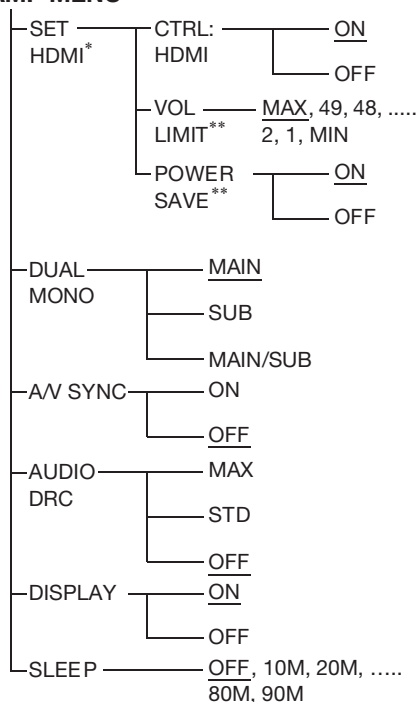 SET HDMI*
CTRL: HDMI
ON
OFF
VOL LIMIT**
MAX, 49, 48, .....
2, 1, MIN
POWER SAVE**
ON
OFF
DUAL MONO
MAIN
SUB
MAIN/SUB
A/V SYNC
ON
OFF
AUDIO DRC
MAX
STD
OFF
DISPLAY
ON
OFF
SLEEP
OFF, 10M, 20M, .....
80M, 90M